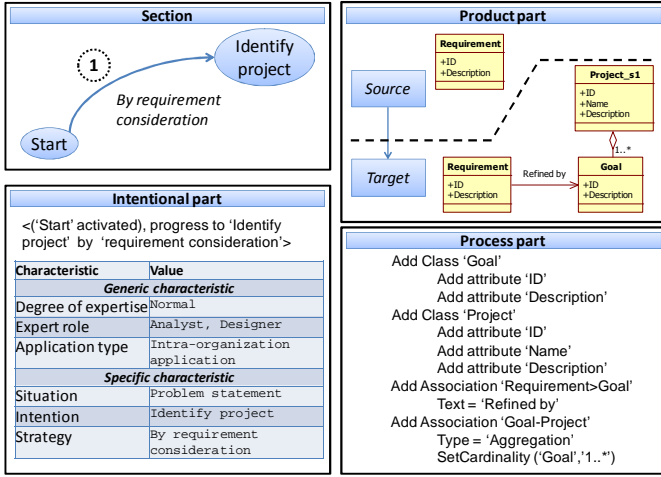 Section
1
Identify
project
By requirement
consideration
Start
Product part
Requirement
+ID
+Description
Project_s1
+ID
+Name
+Description
Source
1..*
Target
Requirement
+ID
+Description
Refined by
Goal
+ID
+Description
Intentional part
<('Start' activated), progress to 'Identify
project' by 'requirement consideration'>
Characteristic Value
Generic characteristic
Degree of expertise Normal
Expert role Analyst, Designer
Application type Intra-organization
application
Specific characteristic
Situation Problem statement
Intention Identify project
Strategy By requirement
consideration
Process part
Add Class 'Goal'
Add attribute 'ID'
Add attribute 'Description'
Add Class 'Project'
Add attribute 'ID'
Add attribute 'Name'
Add attribute 'Description'
Add Association 'Requirement>Goal'
Text = 'Refined by'
Add Association 'Goal-Project'
Type = 'Aggregation'
SetCardinality ('Goal','1..*')